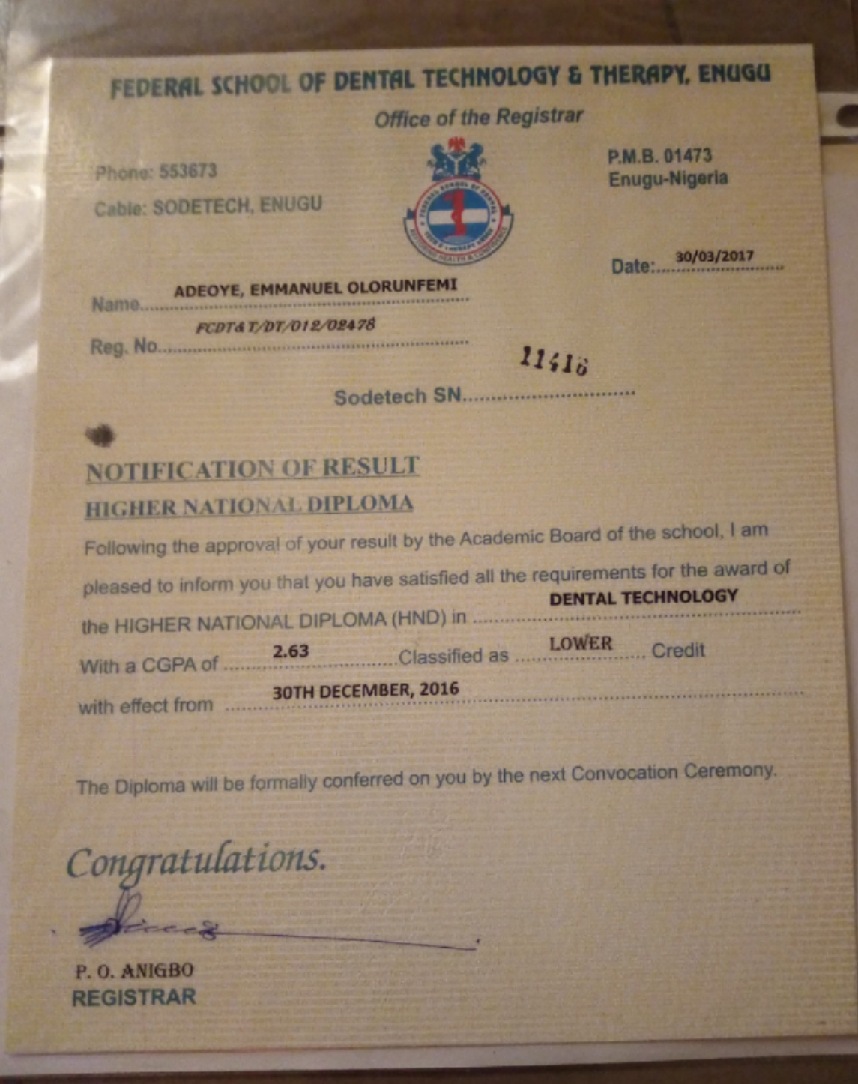 FEDERAL SCHOOL OF DENTAL TECHNOLOGY & THERAPY, ENUGU
Office of the Registrar
Phone: 553673
Cable: SODETECH, ENUGU
P.M.B. 01473
Enugu-Nigeria
Date: 30/03/2017
Name ADEOYE, EMMANUEL OLORUNFEMI
Reg. No. FCDT&T/DT/012/02478
Sodetech SN. 11416
NOTIFICATION OF RESULT
HIGHER NATIONAL DIPLOMA
Following the approval of your result by the Academic Board of the school, I am
pleased to inform you that you have satisfied all the requirements for the award of
the HIGHER NATIONAL DIPLOMA (HND) in DENTAL TECHNOLOGY
With a CGPA of 2.63 Classified as LOWER Credit
with effect from 30TH DECEMBER, 2016
The Diploma will be formally conferred on you by the next Convocation Ceremony.
Congratulations.
P. O. ANIGBO
REGISTRAR